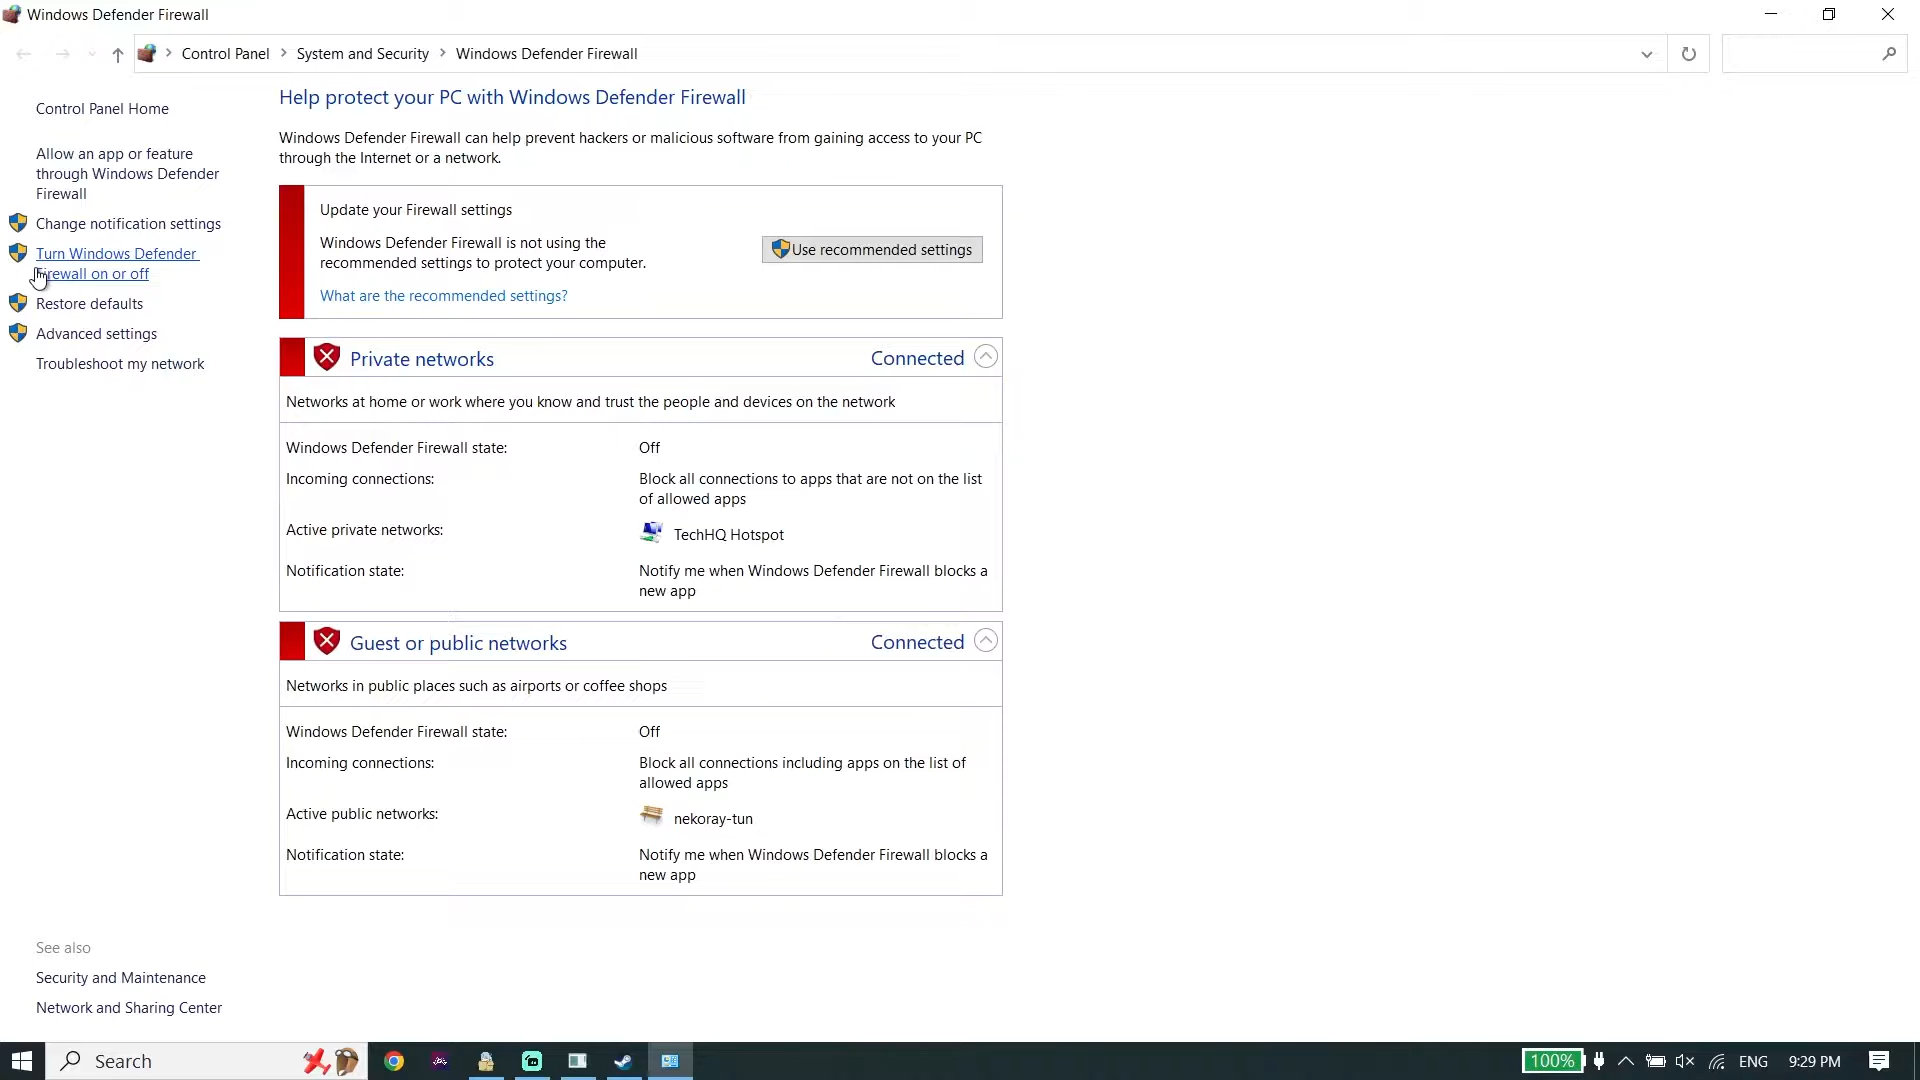 Windows Defender Firewall
Control Panel > System and Security > Windows Defender Firewall
Control Panel Home
Allow an app or feature
through Windows Defender
Firewall
Change notification settings
Turn Windows Defender
Firewall on or off
Restore defaults
Advanced settings
Troubleshoot my network
Help protect your PC with Windows Defender Firewall
Windows Defender Firewall can help prevent hackers or malicious software from gaining access to your PC
through the Internet or a network.
Update your Firewall settings
Windows Defender Firewall is not using the
recommended settings to protect your computer.
Use recommended settings
What are the recommended settings?
Private networks Connected
Networks at home or work where you know and trust the people and devices on the network
Windows Defender Firewall state: Off
Incoming connections: Block all connections to apps that are not on the list
of allowed apps
Active private networks: TechHQ Hotspot
Notification state: Notify me when Windows Defender Firewall blocks a
new app
Guest or public networks Connected
Networks in public places such as airports or coffee shops
Windows Defender Firewall state: Off
Incoming connections: Block all connections including apps on the list of
allowed apps
Active public networks: nekoray-tun
Notification state: Notify me when Windows Defender Firewall blocks a
new app
See also
Security and Maintenance
Network and Sharing Center
Search
100% ENG 9:29 PM